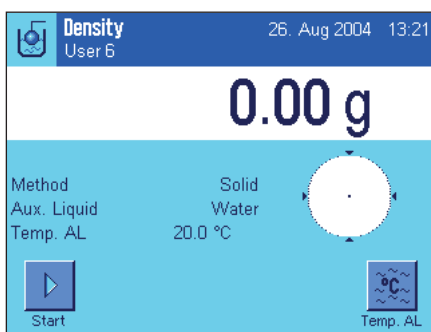 Density 26. Aug 2004 13:21
User 6
0.00 g
Method Solid
Aux. Liquid Water
Temp. AL 20.0 °C
°C
Start Temp. AL